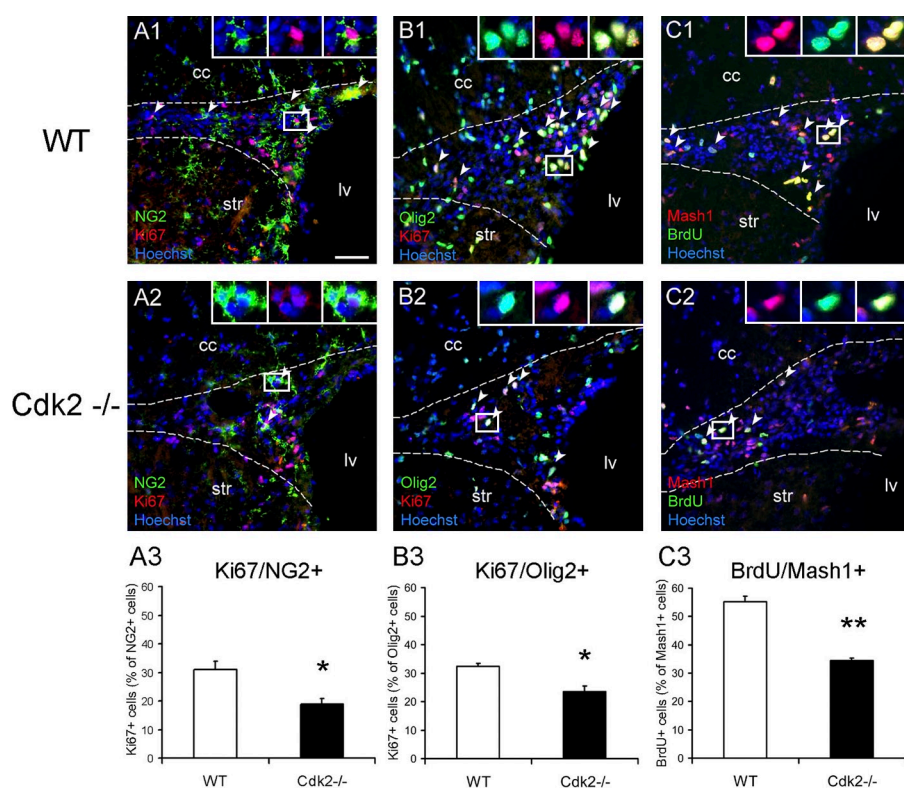 WT
A1
cc
str
lv
NG2
Ki67
Hoechst
B1
cc
str
lv
Olig2
Ki67
Hoechst
C1
cc
str
lv
Mash1
BrdU
Hoechst
Cdk2 -/-
A2
cc
str
lv
NG2
Ki67
Hoechst
B2
cc
str
lv
Olig2
Ki67
Hoechst
C2
cc
str
lv
Mash1
BrdU
Hoechst
A3
Ki67/NG2+
Ki67+ cells (% of NG2+ cells)
60
50
40
30
20
10
0
*
WT
Cdk2-/-
B3
Ki67/Olig2+
Ki67+ cells (% of Olig2+ cells)
60
50
40
30
20
10
0
*
WT
Cdk2-/-
C3
BrdU/Mash1+
BrdU+ cells (% of Mash1+ cells)
60
50
40
30
20
10
0
**
WT
Cdk2-/-